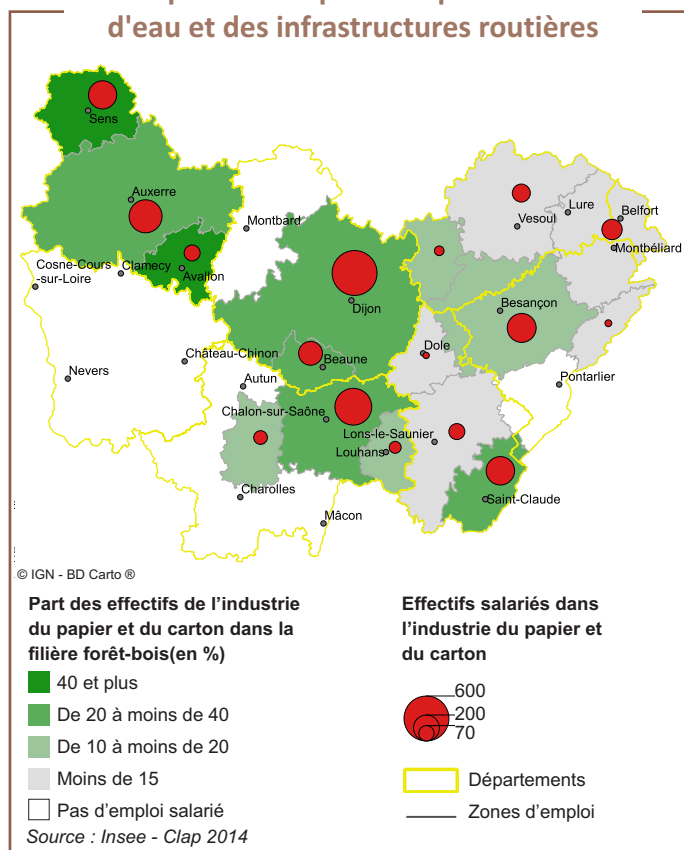 d'eau et des infrastructures routières
Sens
Auxerre
Montbard
Vesoul
Lure
Belfort
Montbéliard
Cosne-Cours
-sur-Loire
Clamecy
Avallon
Dijon
Besançon
Nevers
Château-Chinon
Beaune
Dole
Autun
Pontarlier
Chalon-sur-Saône
Lons-le-Saunier
Louhans
Charolles
Saint-Claude
Mâcon
© IGN - BD Carto ®
Part des effectifs de l'industrie
du papier et du carton dans la
filière forêt-bois(en %)
40 et plus
De 20 à moins de 40
De 10 à moins de 20
Moins de 15
Pas d'emploi salarié
Source : Insee - Clap 2014
Effectifs salariés dans
l'industrie du papier et
du carton
600
200
70
Départements
Zones d'emploi